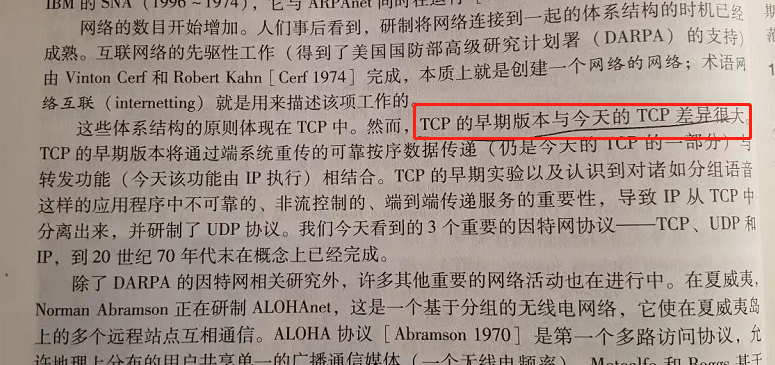 IBM 的 SNA（1996~1974），它与 ARPAnet 同时在运行
网络的数目开始增加。人们事后看到，研制将网络连接到一起的体系结构的时机已经
成熟。互联网络的先驱性工作（得到了美国国防部高级研究计划署（DARPA）的支持）
由 Vinton Cerf 和 Robert Kahn［Cerf 1974］完成，本质上就是创建一个网络的网络；术语网
络互联（internetting）就是用来描述该项工作的。
这些体系结构的原则体现在 TCP 中。然而，TCP 的早期版本与今天的 TCP 差异很大。
TCP 的早期版本将通过端系统重传的可靠按序数据传递（仍是今天的 TCP 的一部分）与
转发功能（今天该功能由 IP 执行）相结合。TCP 的早期实验以及认识到对诸如分组语音
这样的应用程序中不可靠的、非流控制的、端到端传递服务的重要性，导致 IP 从 TCP 中
分离出来，并研制了 UDP 协议。我们今天看到的 3 个重要的因特网协议——TCP、UDP 和
IP，到 20 世纪 70 年代末在概念上已经完成。
除了 DARPA 的因特网相关研究外，许多其他重要的网络活动也在进行中。在夏威夷，
Norman Abramson 正在研制 ALOHAnet，这是一个基于分组的无线电网络，它使在夏威夷岛
上的多个远程站点互相通信。ALOHA 协议［Abramson 1970］是第一个多路访问协议，允
许地理上分布的用户共享单一的广播通信媒体（一个无线电频率）。Metcalfe 和 Boggs 基于